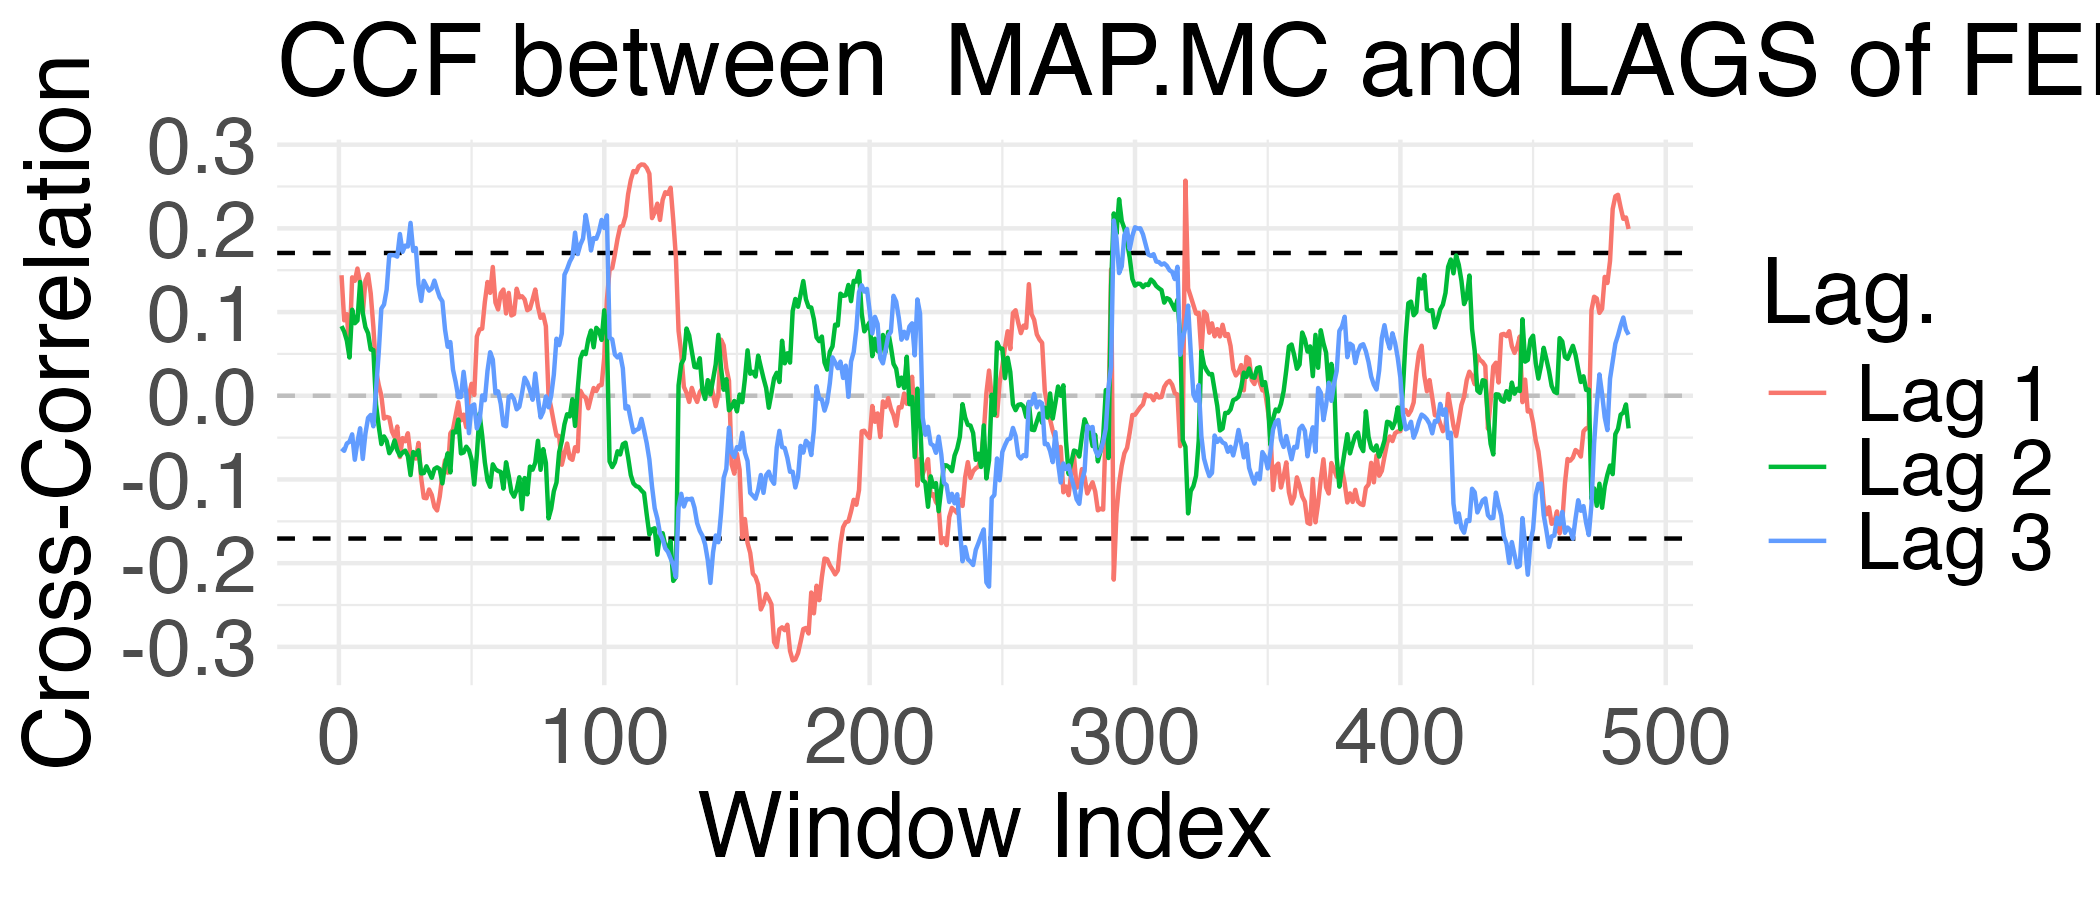 CCF between MAP.MC and LAGS of
Cross-Correlation
0.3
0.2
0.1
0.0
-0.1
-0.2
-0.3
0 100 200 300 400 500
Window Index
Lag.
Lag 1
Lag 2
Lag 3